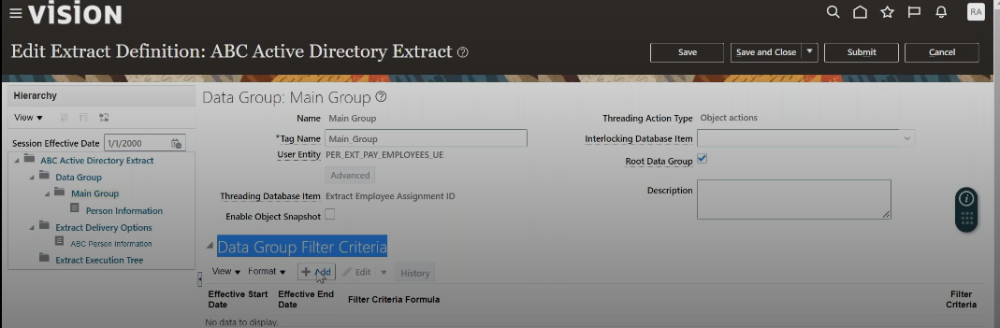 VISION
RA
Edit Extract Definition: ABC Active Directory Extract
Save
Save and Close
Submit
Cancel
Hierarchy
View
Session Effective Date 1/1/2000
ABC Active Directory Extract
Data Group
Main Group
Person Information
Extract Delivery Options
ABC Person Information
Extract Execution Tree
Data Group: Main Group
Name Main Group
*Tag Name Main_Group
User Entity PER_EXT_PAY_EMPLOYEES_UE
Advanced
Threading Database Item Extract Employee Assignment ID
Enable Object Snapshot
Threading Action Type Object actions
Interlocking Database Item
Root Data Group
Description
Data Group Filter Criteria
View Format Add Edit History
Effective Start Date
Effective End Date
Filter Criteria Formula
Filter Criteria
No data to display.